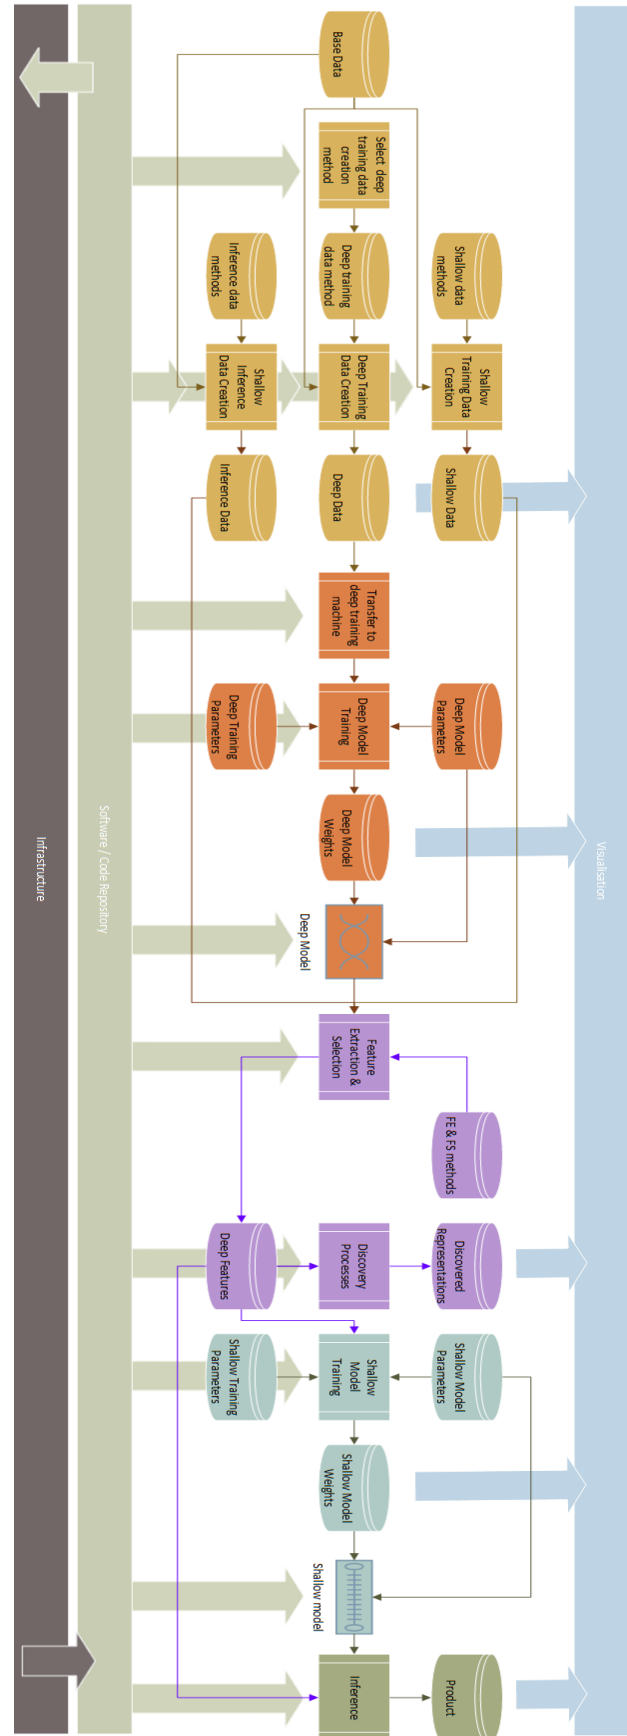 Base Data
Select deep
training data
creation
method
Inference data
methods
Deep training
data method
Shallow data
methods
Shallow
Inference
Data Creation
Deep Training
Data Creation
Shallow
Training Data
Creation
Inference Data
Deep Data
Shallow Data
Transfer to
deep training
machine
Deep Training
Parameters
Deep Model
Training
Deep Model
Parameters
Deep Model
Weights
Deep Model
Feature
Extraction &
Selection
FE & FS methods
Deep Features
Discovery
Processes
Discovered
Representations
Shallow Training
Parameters
Shallow
Model
Training
Shallow Model
Parameters
Shallow Model
Weights
Shallow model
Inference
Product
Visualisation
Software / Code Repository
Infrastructure